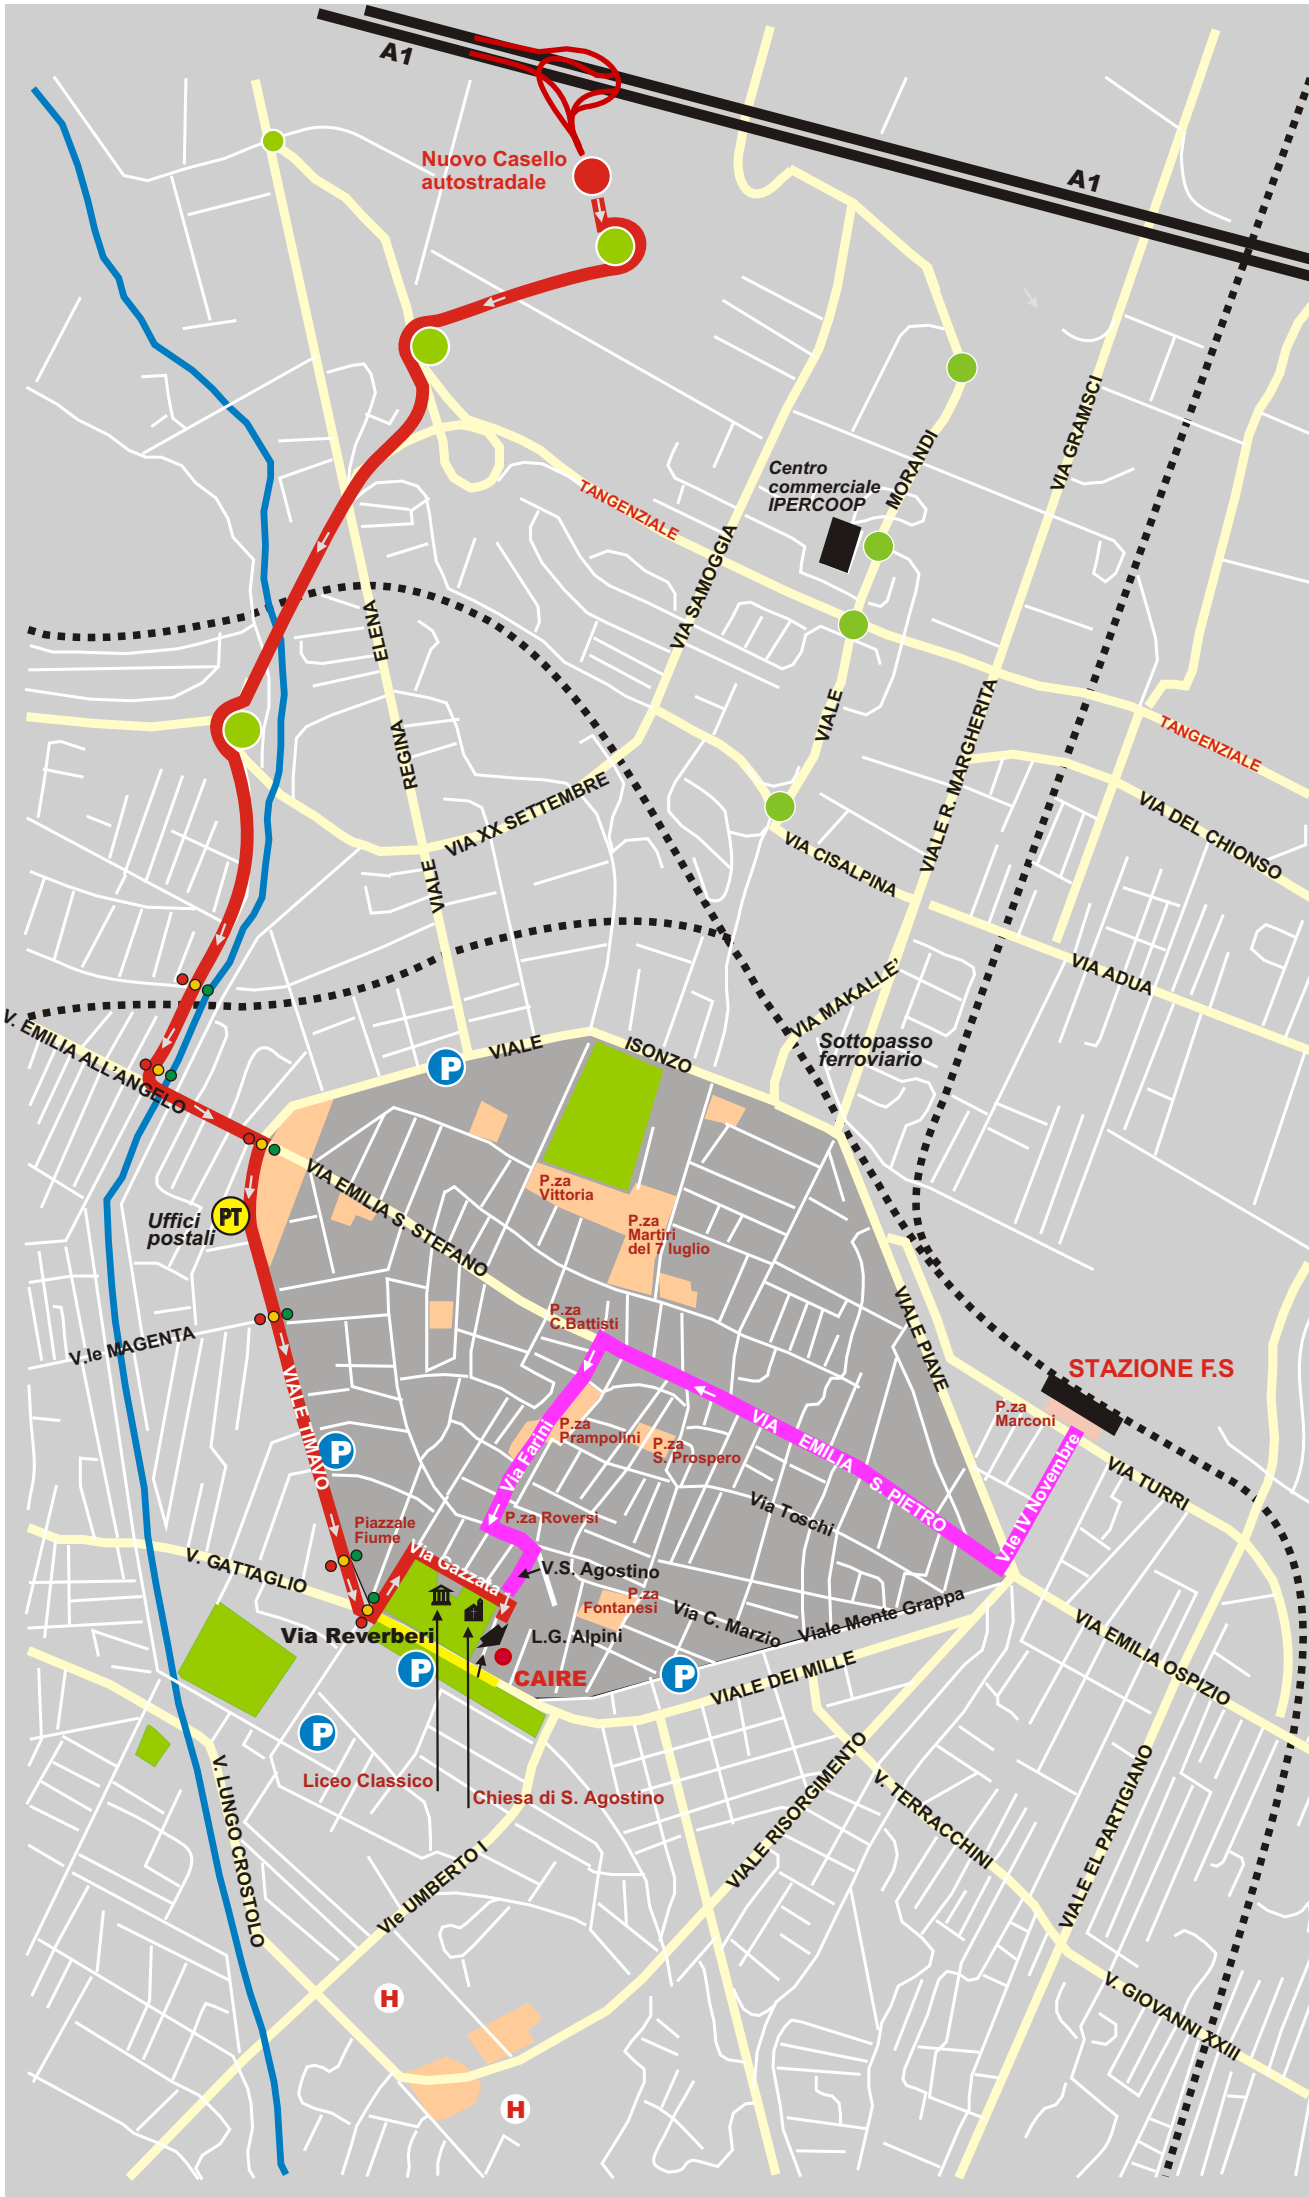 A1
Nuovo Casello
autostradale
A1
VIA GRAMSCI
MORANDI
Centro
commerciale
IPERCOOP
TANGENZIALE
VIA SAMOGGIA
ELENA
VIALE
VIALE R. MARGHERITA
TANGENZIALE
REGINA
VIA XX SETTEMBRE
VIA DEL CHIONSO
VIA CISALPINA
VIALE
VIA ADUA
VIA MAKALLE'
V. EMILIA ALL'ANGELO
VIALE
ISONZO
Sottopasso
ferroviario
P
VIA EMILIA S. STEFANO
P.za
Vittoria
P.za
Martiri
del 7 luglio
Uffici
postali
PT
P.za
C.Battisti
VIALE PIAVE
V.le MAGENTA
STAZIONE F.S
P.za
Marconi
VIALE TIMAVO
Via Farini
P.za
Prampolini
P.za
S. Prospero
VIA EMILIA S. PIETRO
V.le IV Novembre
VIA TURRI
P
Via Toschi
Piazzale
Fiume
P.za Roversi
V. GATTAGLIO
Via Gazzata
V.S. Agostino
P.za
Fontanesi
Via C. Marzio
Viale Monte Grappa
Via Reverberi
L.G. Alpini
VIA EMILIA OSPIZIO
P
CAIRE
P
VIALE DEI MILLE
P
V. LUNGO CROSTOLO
Liceo Classico
Chiesa di S. Agostino
VIALE RISORGIMENTO
V. TERRACCHINI
VIALE EL PARTIGIANO
Vle UMBERTO I
H
V. GIOVANNI XXIII
H